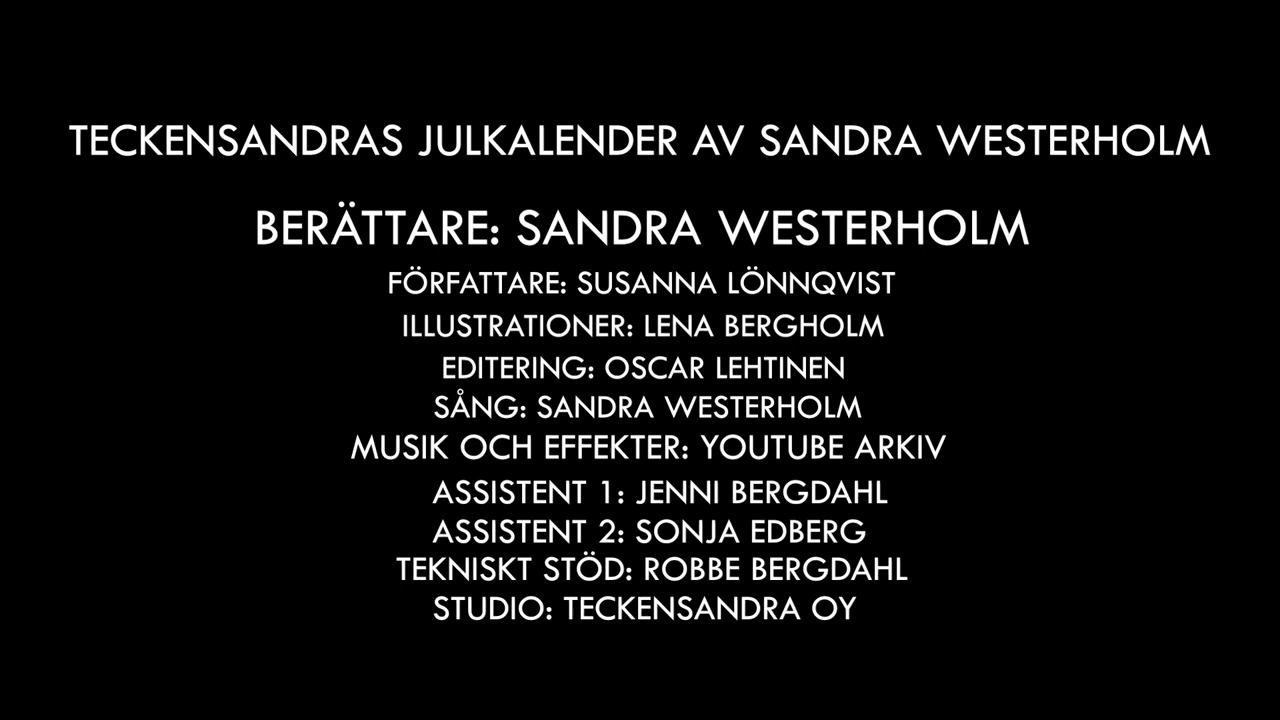 TECKENSANDRAS JULKALENDER AV SANDRA WESTERHOLM
BERÄTTARE: SANDRA WESTERHOLM
FÖRFATTARE: SUSANNA LÖNNQVIST
ILLUSTRATIONER: LENA BERGHOLM
EDITERING: OSCAR LEHTINEN
SÅNG: SANDRA WESTERHOLM
MUSIK OCH EFFEKTER: YOUTUBE ARKIV
ASSISTENT 1: JENNI BERGDAHL
ASSISTENT 2: SONJA EDBERG
TEKNISKT STÖD: ROBBE BERGDAHL
STUDIO: TECKENSANDRA OY